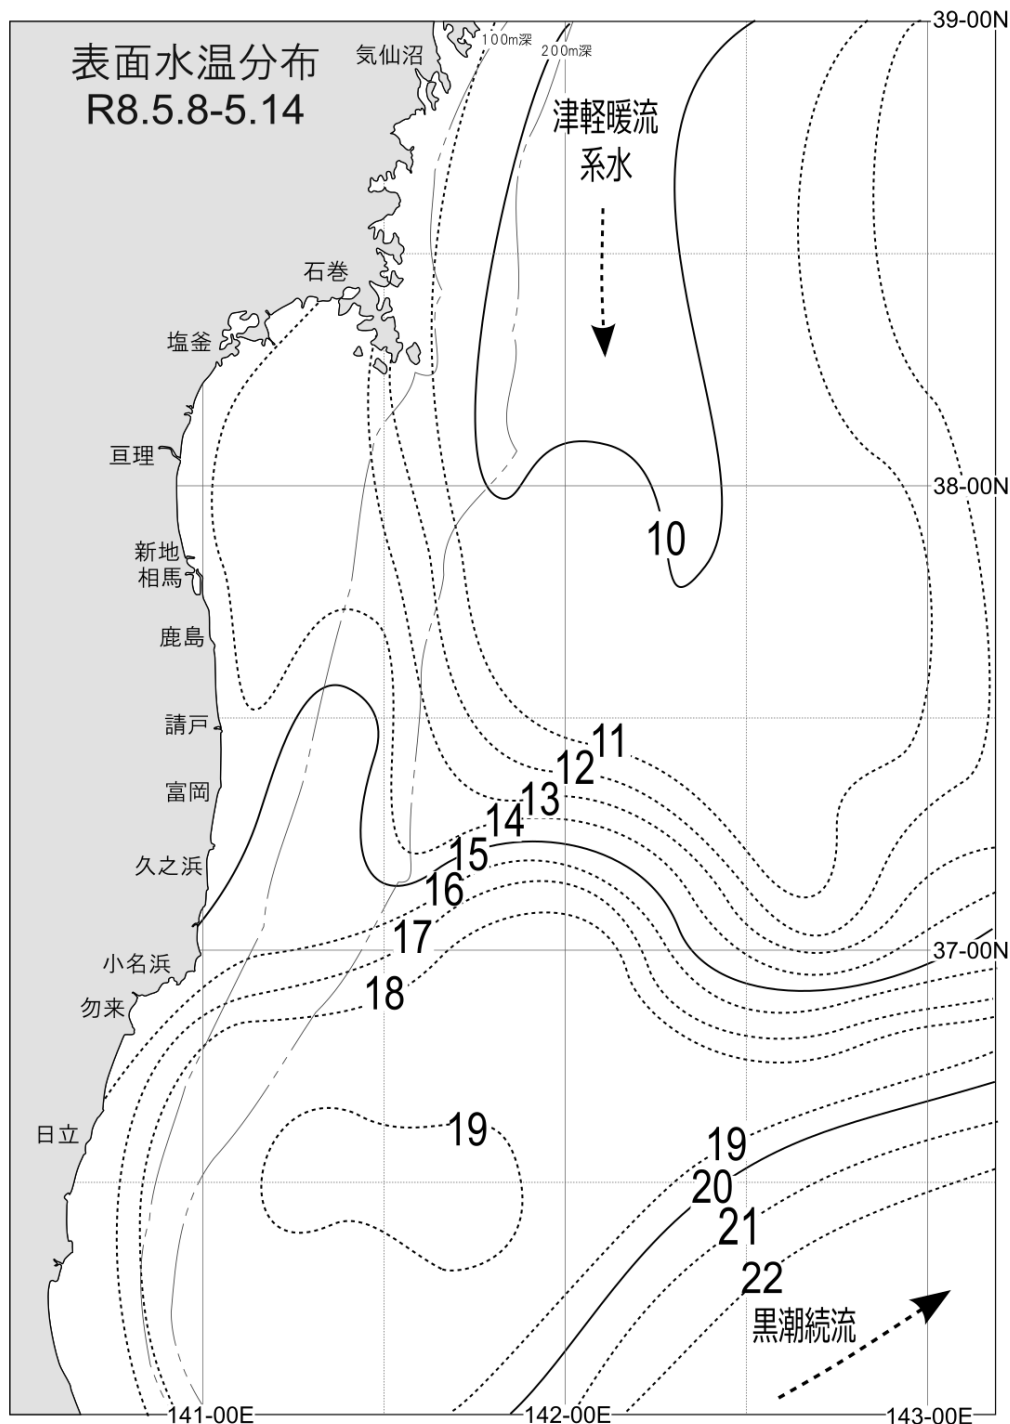 39-00N
100m深
200m深
表面水温分布
R8.5.8-5.14
気仙沼
津軽暖流
系水
石巻
塩釜
亘理
38-00N
10
新地
相馬
鹿島
請戸
11
12
富岡
13
14
15
久之浜
16
17
37-00N
小名浜
18
勿来
19
日立
19
20
21
22
黒潮続流
141-00E
142-00E
143-00E